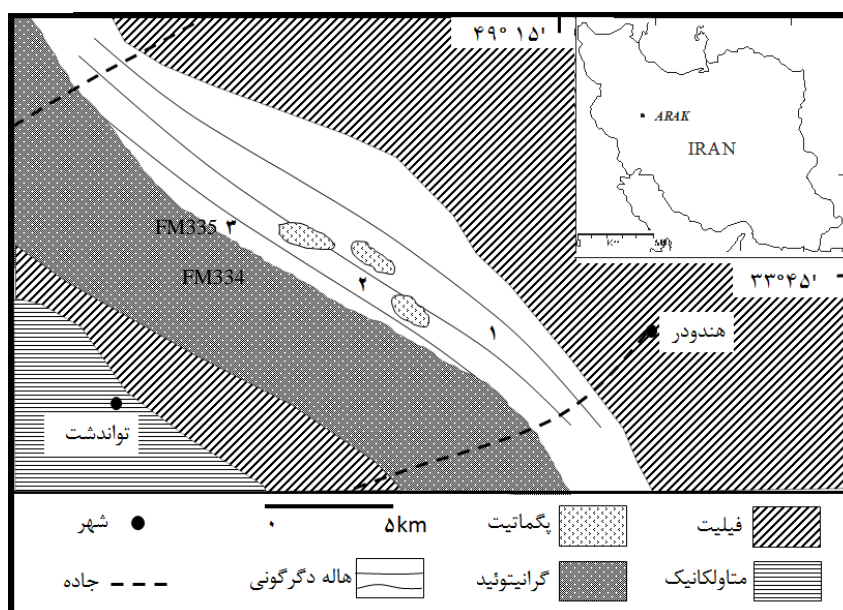 ۴۹° ۱۵'
ARAK
IRAN
۳۳°۴۵'
FM335 ۳
FM334
۲
۱
هندودر
تواندشت
شهر
۰ ۵km
پگماتیت
فیلیت
جاده
هاله دگرگونی
گرانیتوئید
متاولکانیک